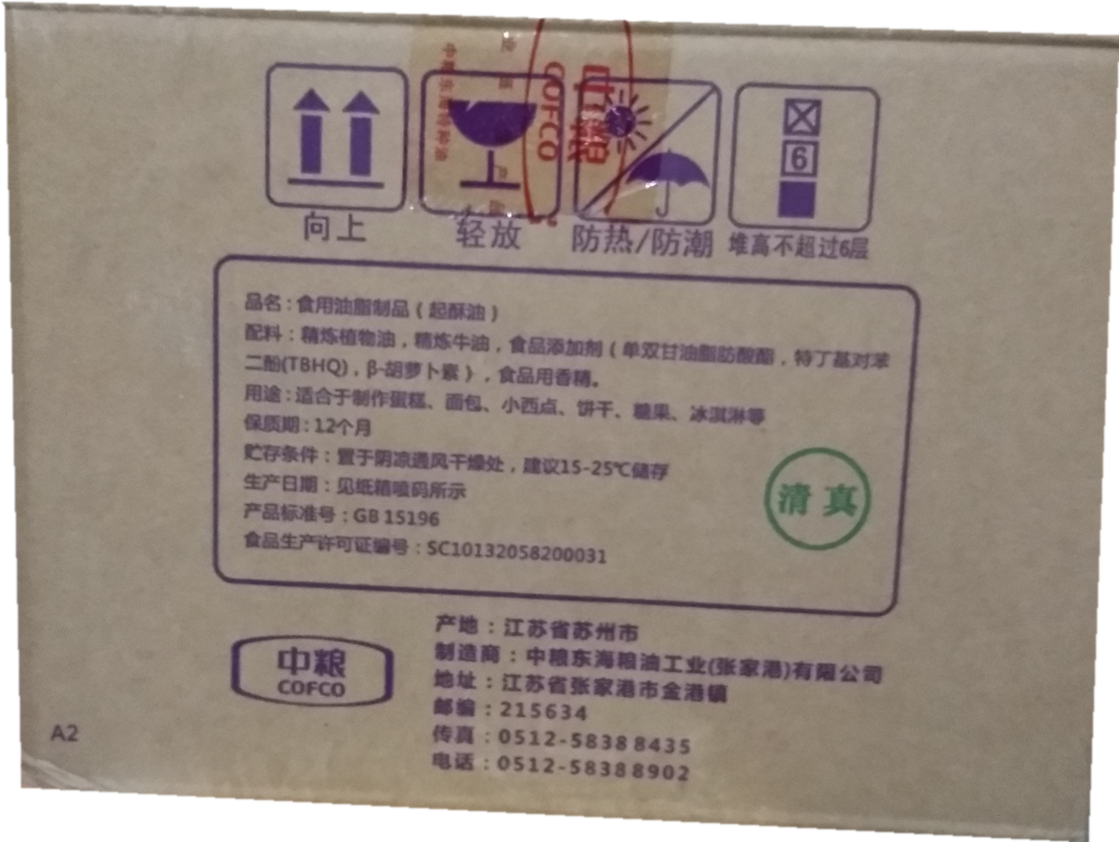 中粮
COFCO
中粮东海特种油
6
向上
轻放
防热/防潮
堆高不超过6层
品名：食用油脂制品（起酥油）
配料：精炼植物油，精炼牛油，食品添加剂（单双甘油脂肪酸酯，特丁基对苯
二酚(TBHQ)，β-胡萝卜素），食品用香精。
用途：适合于制作蛋糕、面包、小西点、饼干、糖果、冰淇淋等
保质期：12个月
贮存条件：置于阴凉通风干燥处，建议15-25℃储存
生产日期：见纸箱喷码所示
产品标准号：GB 15196
食品生产许可证编号：SC10132058200031
清真
中粮
COFCO
产地：江苏省苏州市
制造商：中粮东海粮油工业(张家港)有限公司
地址：江苏省张家港市金港镇
邮编：215634
传真：0512-58388435
电话：0512-58388902
A2